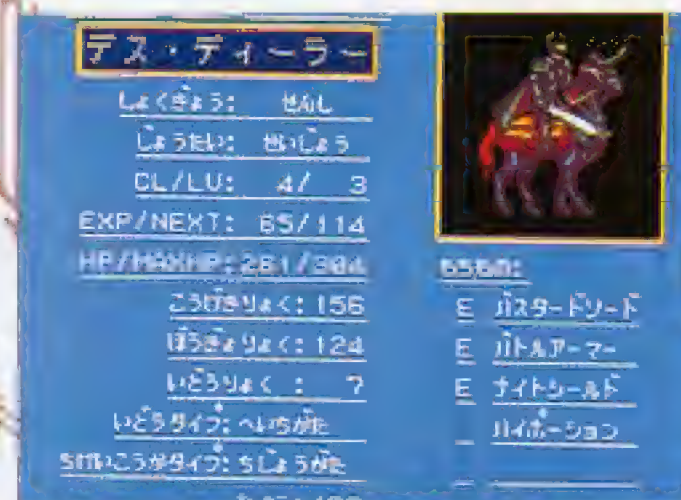 デス・ディーラー
しょくぎょう: せんし
じょうたい: せいじょう
CL/LV: 4/ 3
EXP/NEXT: 65/114
HP/MAXHP:261/304
こうげきりょく: 156
ぼうぎょりょく: 124
いどうりょく : 7
いどうタイプ: へいちがた
ちけいこうかタイプ: ちじょうがた
もちもの:
E バスタードソード
E バトルアーマー
E ナイトシールド
ハイポーション